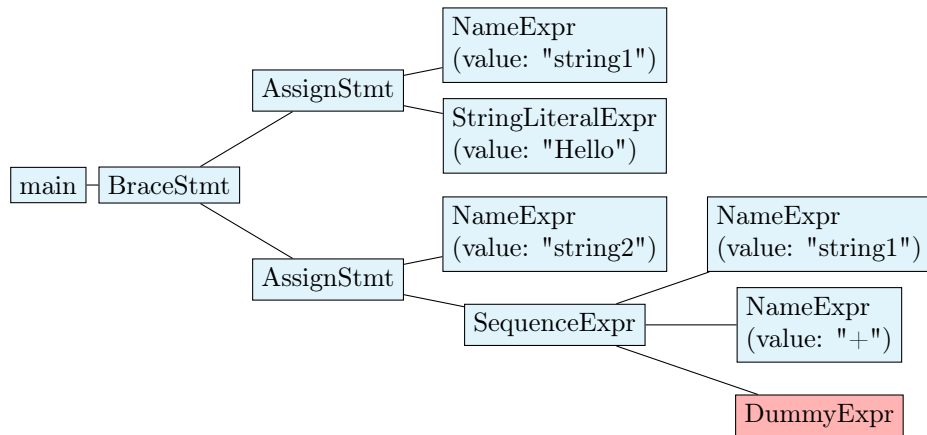 main
BraceStmt
AssignStmt
NameExpr
(value: "string1")
StringLiteralExpr
(value: "Hello")
AssignStmt
NameExpr
(value: "string2")
SequenceExpr
NameExpr
(value: "string1")
NameExpr
(value: "+")
DummyExpr